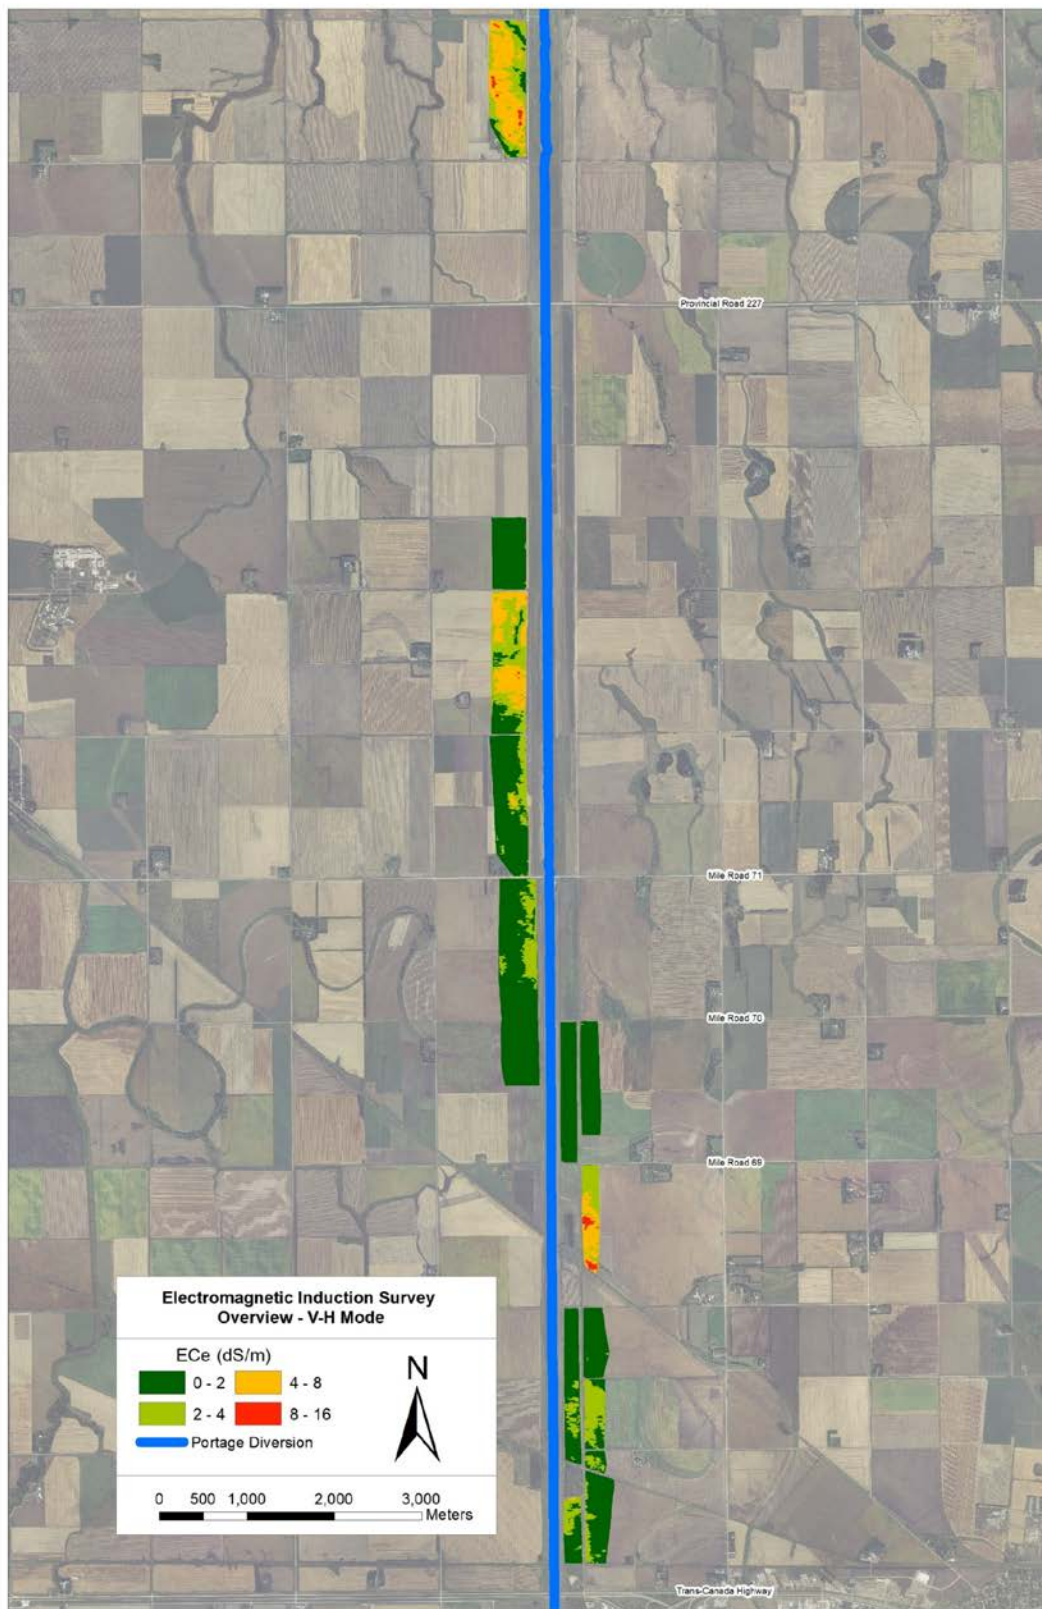 Provincial Road 227
Mile Road 71
Mile Road 70
Mile Road 69
Electromagnetic Induction Survey
Overview - V-H Mode
ECe (dS/m)
0 - 2
4 - 8
2 - 4
8 - 16
Portage Diversion
N
0 500 1,000 2,000 3,000
Meters
Trans-Canada Highway